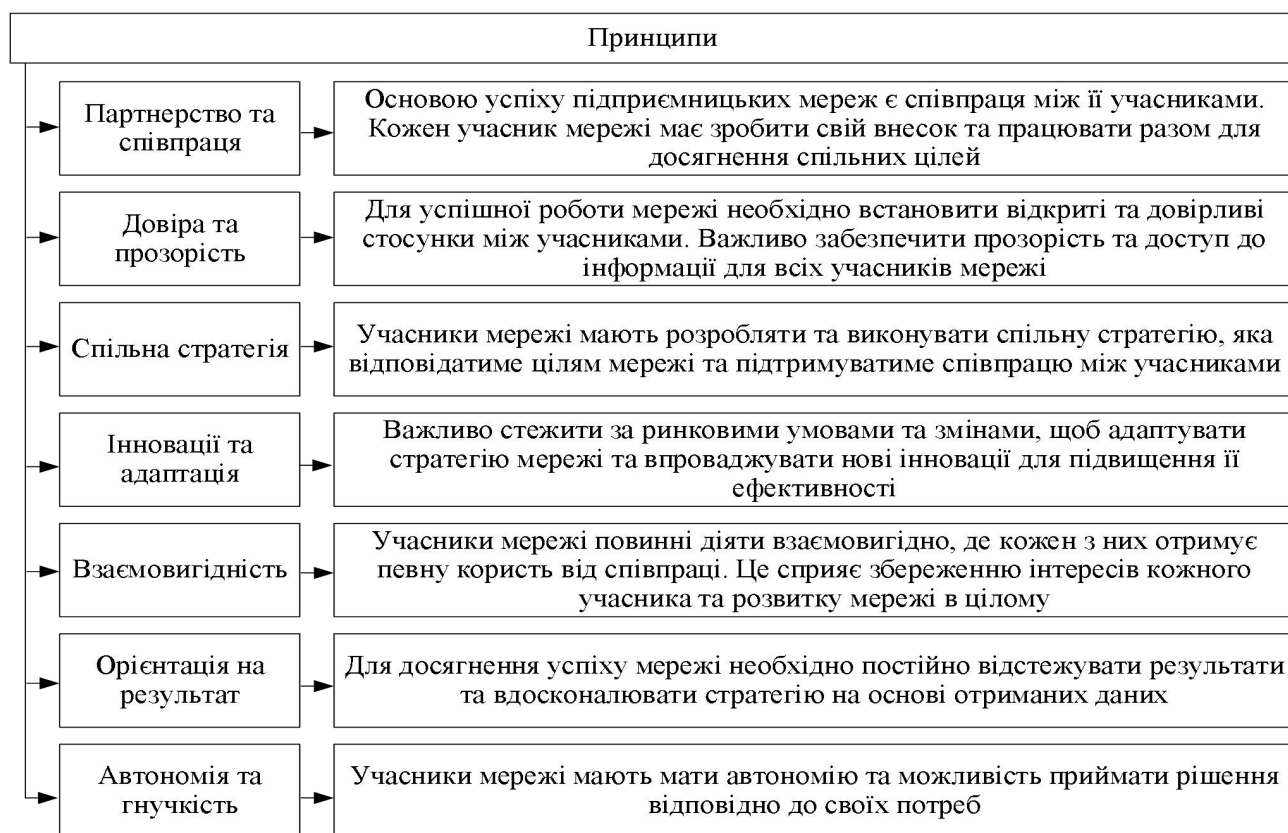 Принципи
Партнерство та
співпраця
Основою успіху підприємницьких мереж є співпраця між її учасниками.
Кожен учасник мережі має зробити свій внесок та працювати разом для
досягнення спільних цілей
Довіра та
прозорість
Для успішної роботи мережі необхідно встановити відкриті та довірливі
стосунки між учасниками. Важливо забезпечити прозорість та доступ до
інформації для всіх учасників мережі
Спільна стратегія
Учасники мережі мають розробляти та виконувати спільну стратегію, яка
відповідатиме цілям мережі та підтримуватиме співпрацю між учасниками
Інновації та
адаптація
Важливо стежити за ринковими умовами та змінами, щоб адаптувати
стратегію мережі та впроваджувати нові інновації для підвищення її
ефективності
Взаємовигідність
Учасники мережі повинні діяти взаємовигідно, де кожен з них отримує
певну користь від співпраці. Це сприяє збереженню інтересів кожного
учасника та розвитку мережі в цілому
Орієнтація на
результат
Для досягнення успіху мережі необхідно постійно відстежувати результати
та вдосконалювати стратегію на основі отриманих даних
Автономія та
гнучкість
Учасники мережі мають мати автономію та можливість приймати рішення
відповідно до своїх потреб